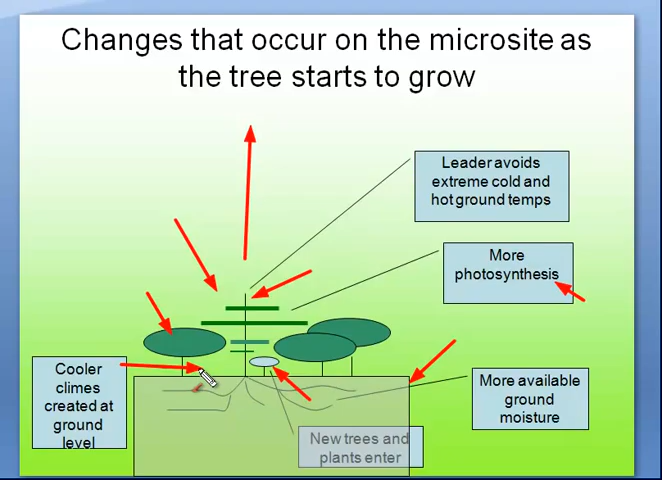 Changes that occur on the microsite as
the tree starts to grow
Leader avoids
extreme cold and
hot ground temps
More
photosynthesis
Cooler
climes
created at
ground
level
More available
ground
moisture
New trees and
plants enter